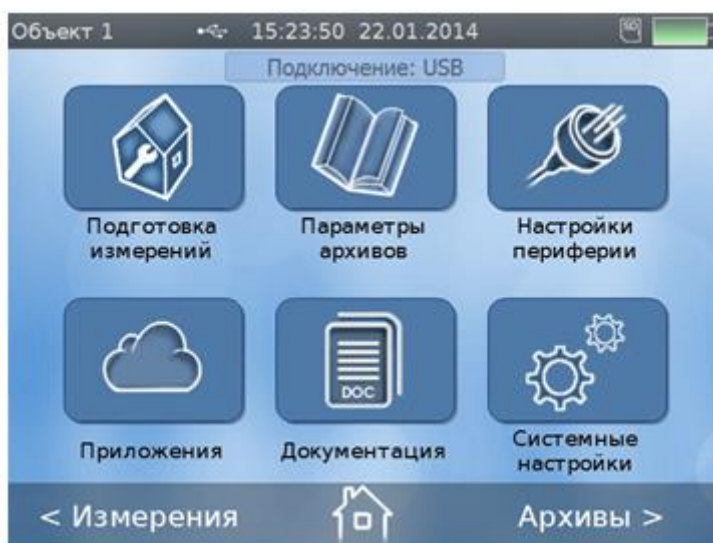 Объект 1 15:23:50 22.01.2014
Подключение: USB
Подготовка
измерений
Параметры
архивов
Настройки
периферии
DOC
Приложения
Документация
Системные
настройки
< Измерения
Архивы >